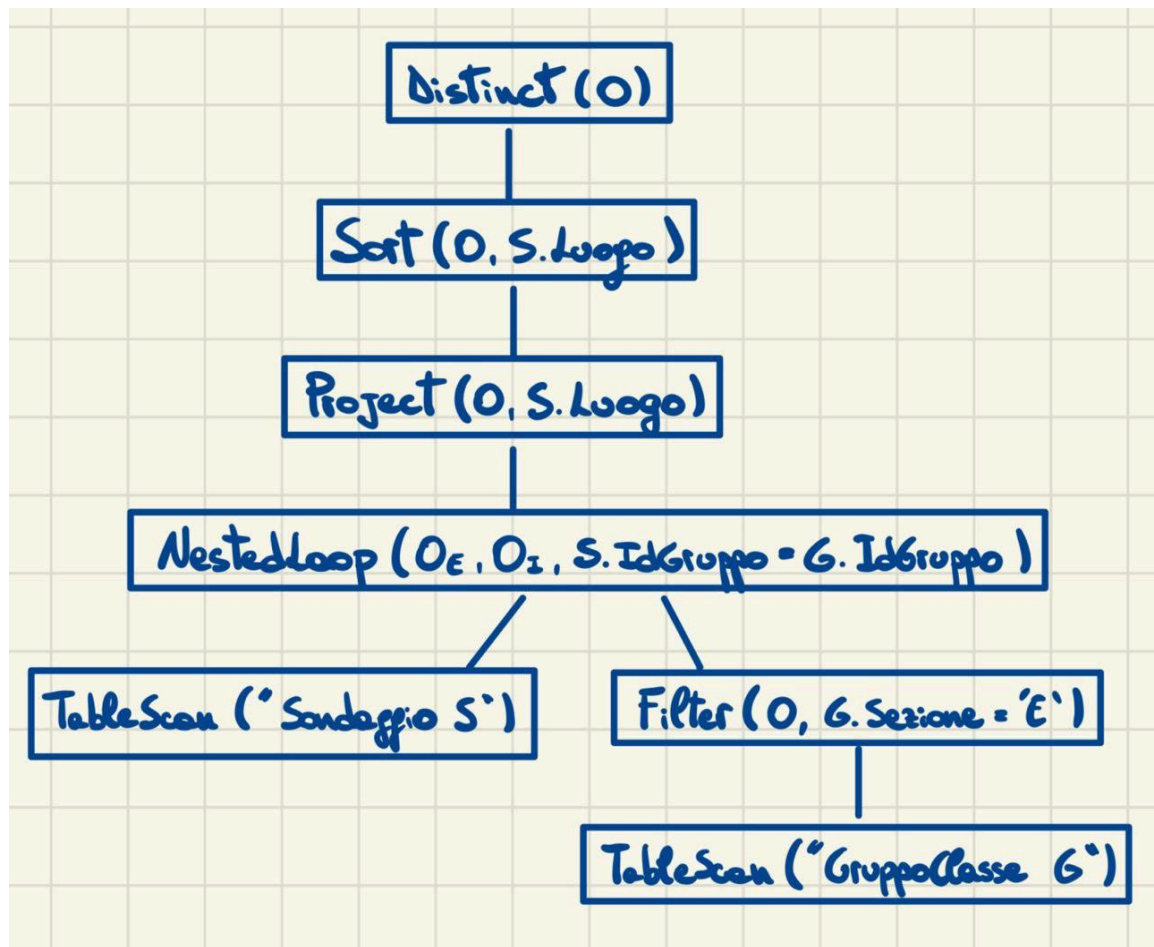 Distinct (O)
Sort (O, S.Luogo)
Project (O, S.Luogo)
NestedLoop (OE, OI, S.IdGruppo = G.IdGruppo)
TableScan ("Sondaggio S")
Filter (O, G.Sezione = 'E')
TableScan ("GruppoClasse G")